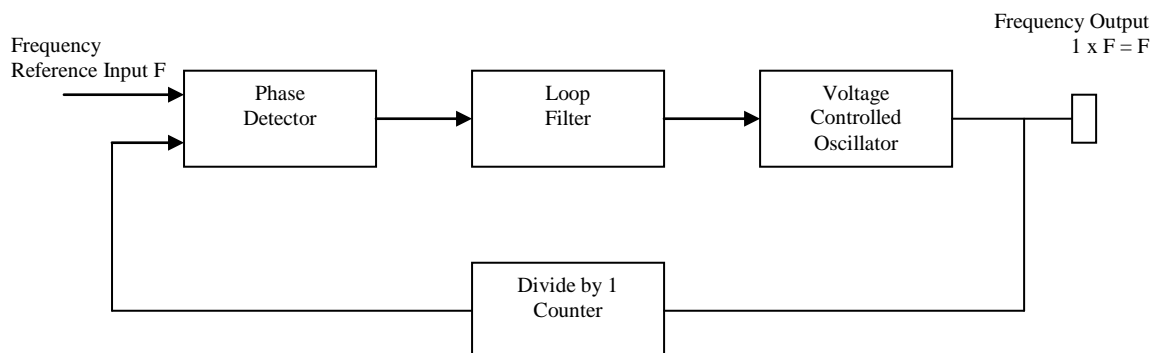 Frequency
Reference Input F
Phase
Detector
Loop
Filter
Voltage
Controlled
Oscillator
Frequency Output
1 x F = F
Divide by 1
Counter